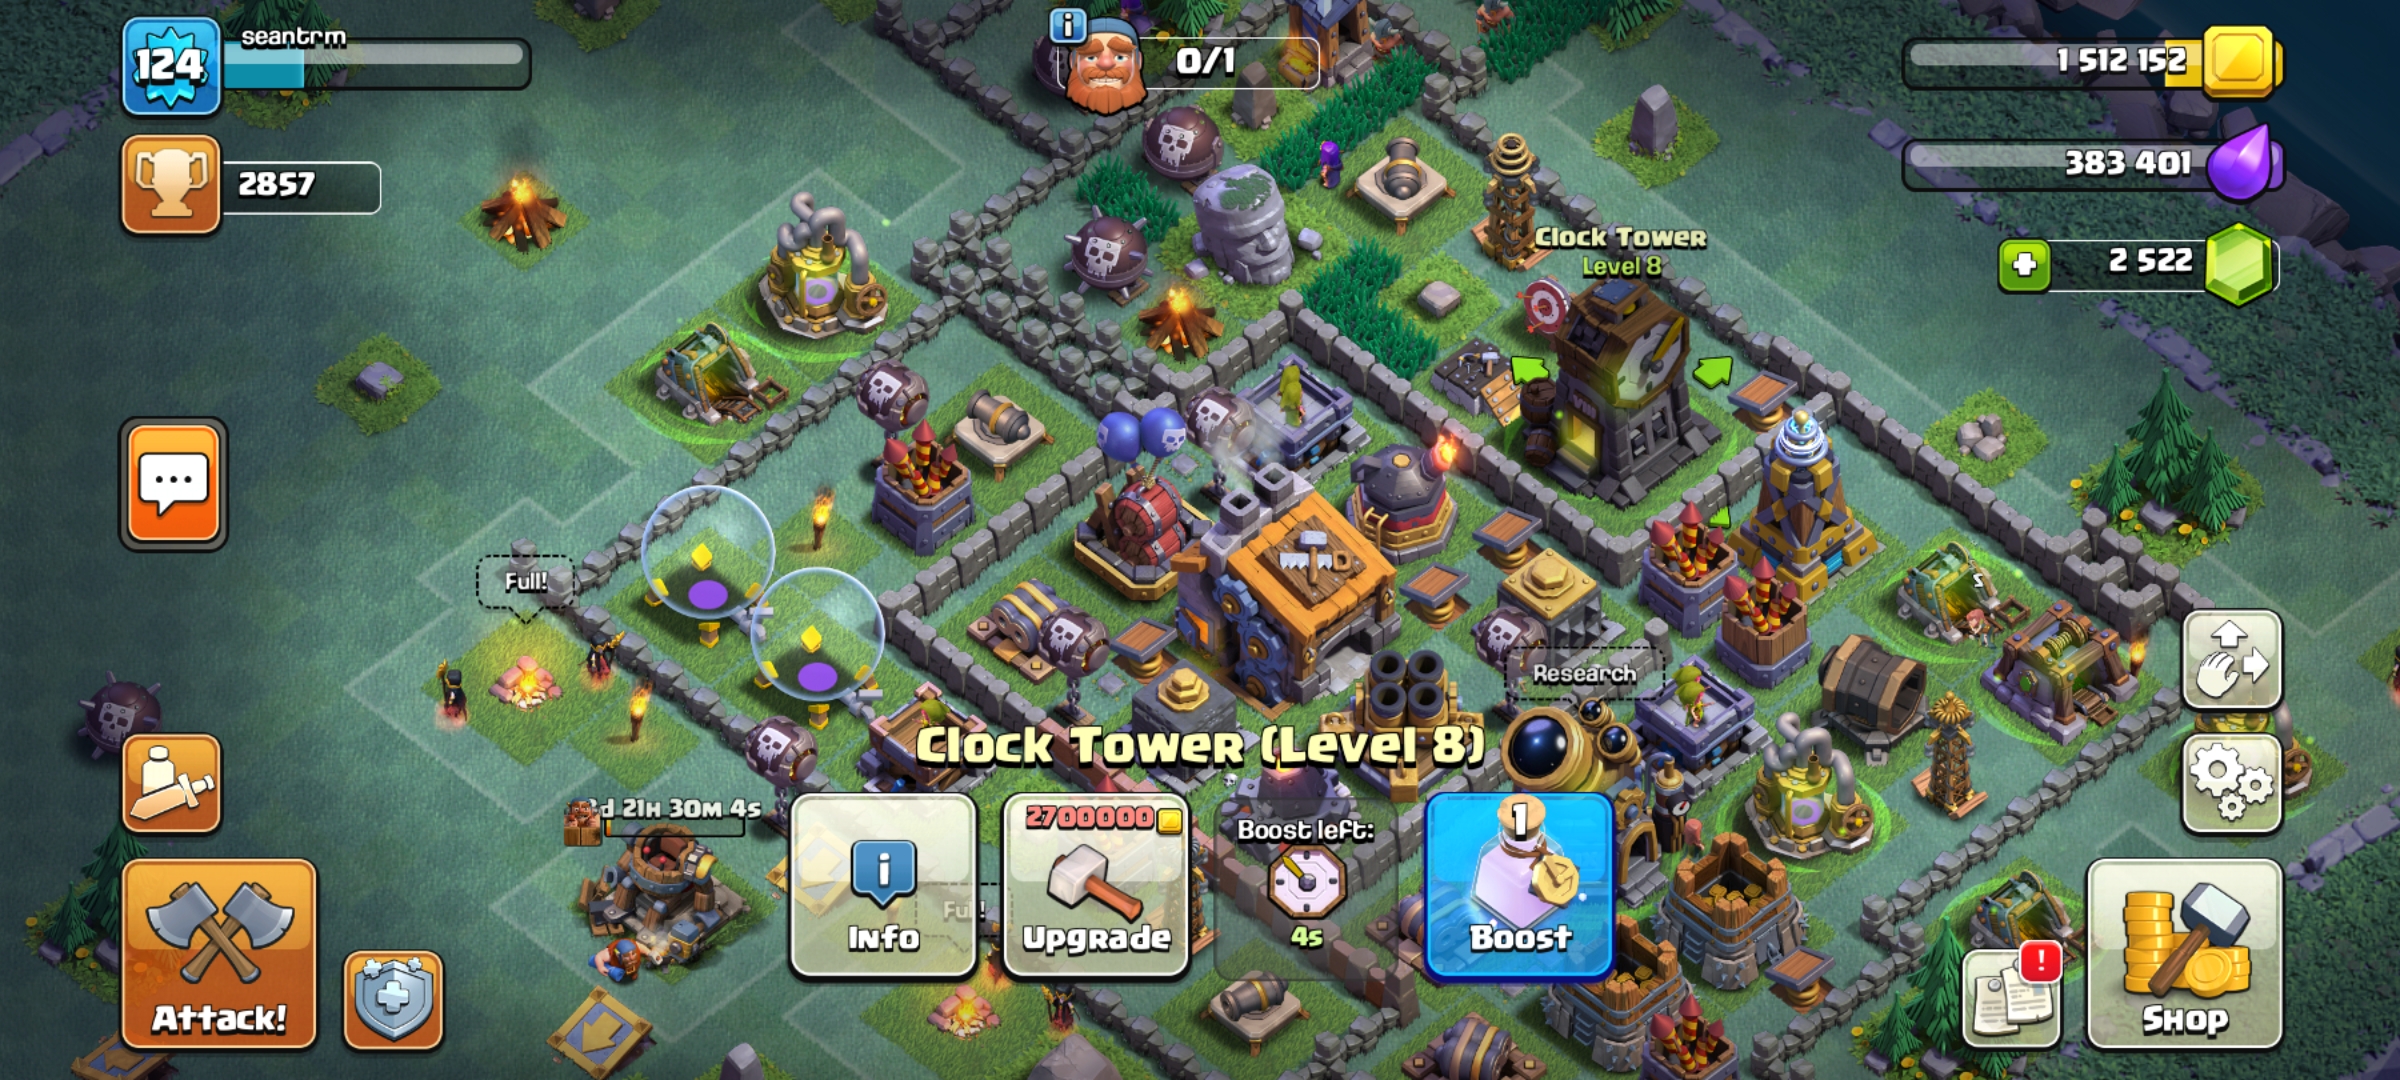 124
seantrm
0/1
1 512 152
2857
383 401
2 522
Clock Tower
Level 8
Full!
Research
Clock Tower (Level 8)
d 21H 30M 4s
2700000
Boost left:
1
Info
Upgrade
4s
Boost
Full!
Attack!
!
Shop